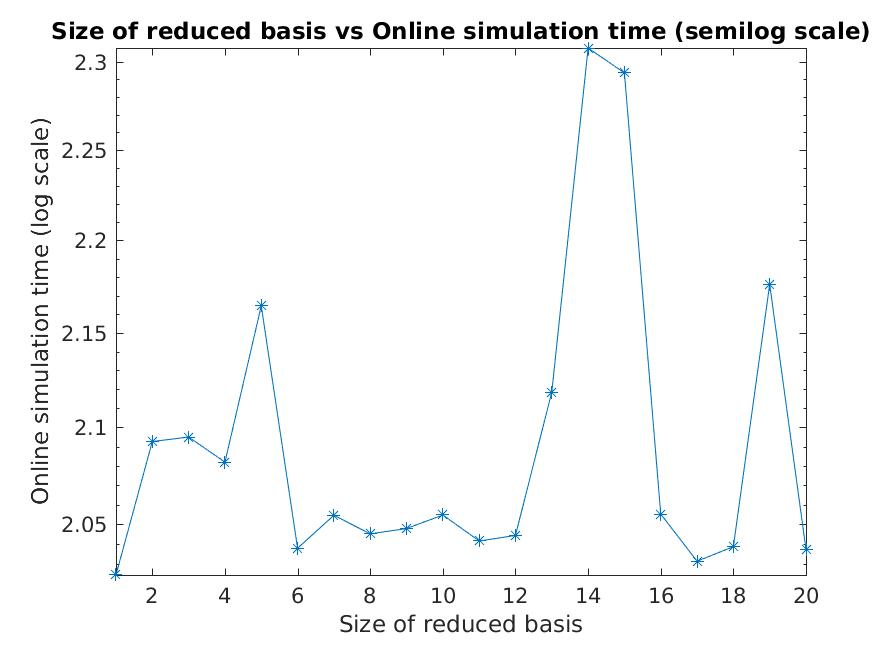 Size of reduced basis vs Online simulation time (semilog scale)
2.3
2.25
2.2
2.15
2.1
2.05
Online simulation time (log scale)
2 4 6 8 10 12 14 16 18 20
Size of reduced basis